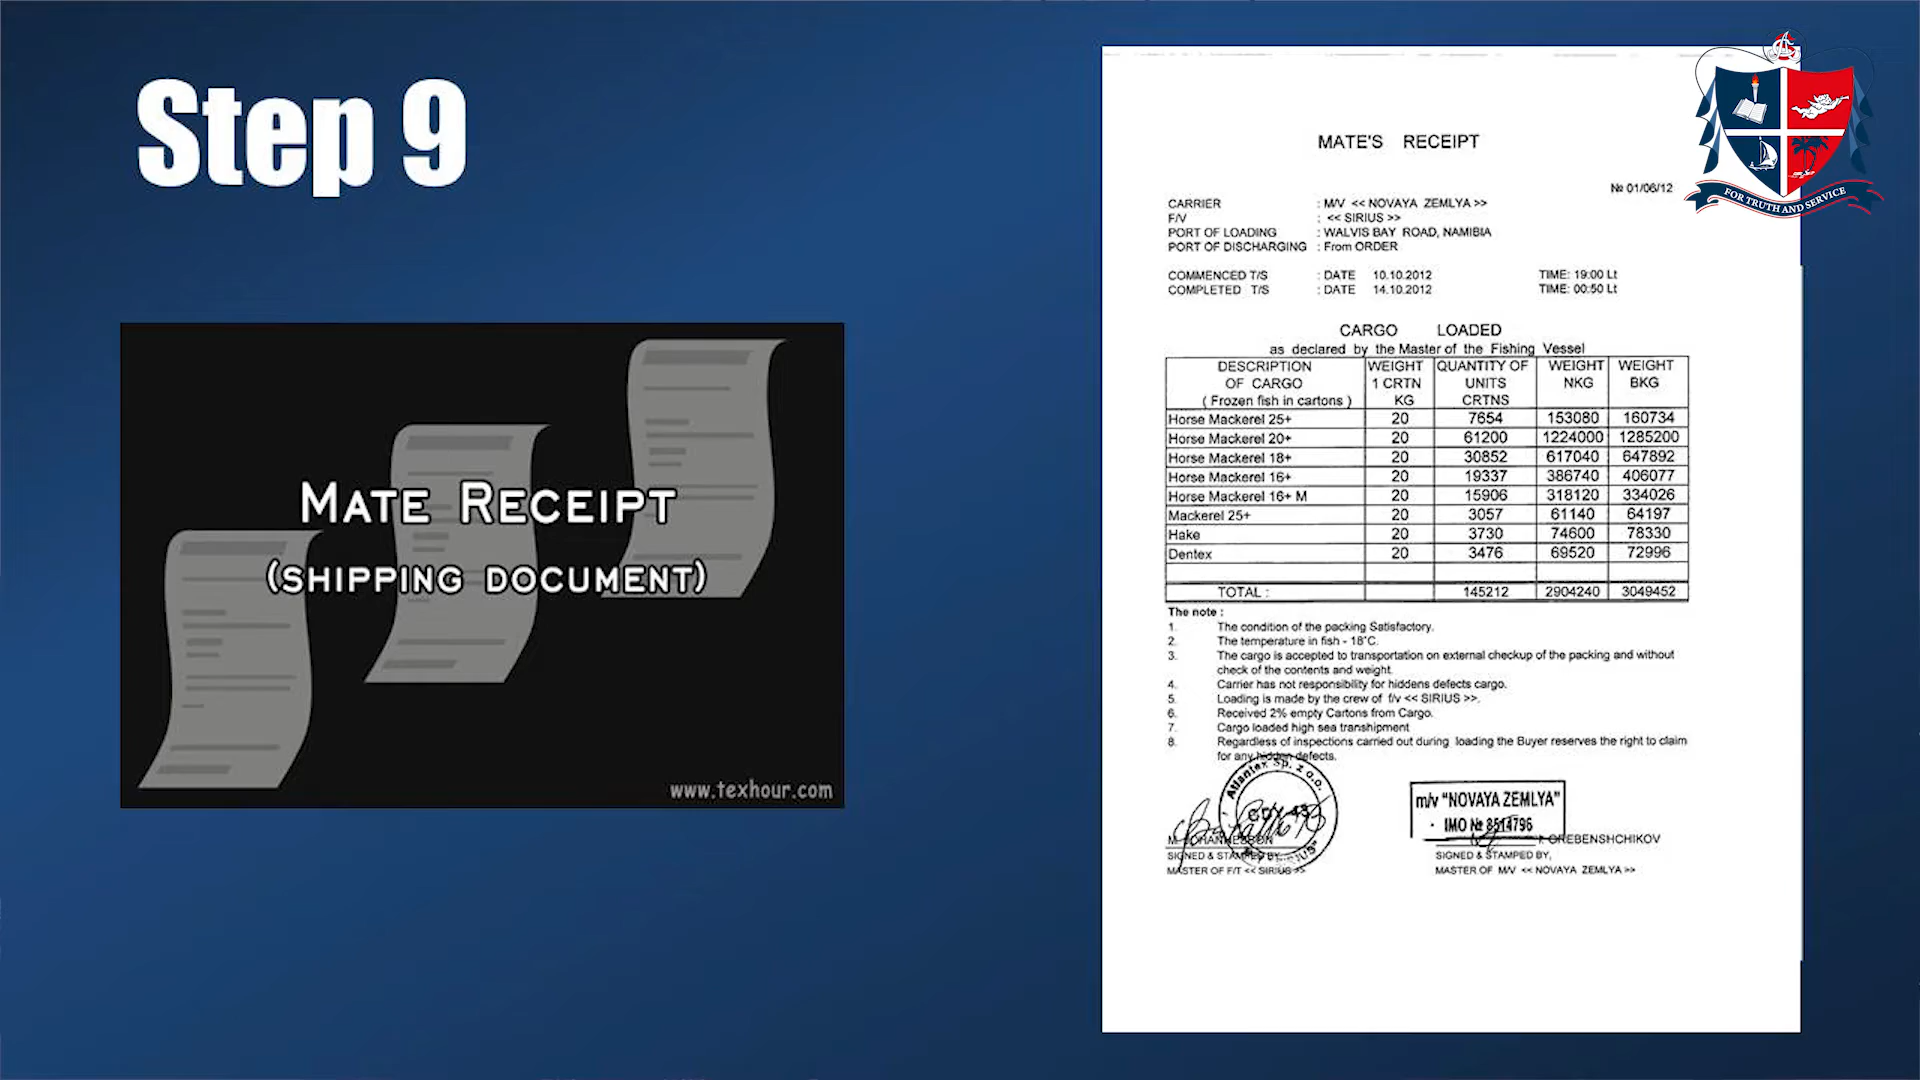 Step 9
MATE RECEIPT
(SHIPPING DOCUMENT)
www.texhour.com
FOR TRUTH AND SERVICE
MATE'S RECEIPT
№ 01/06/12
CARRIER : M/V << NOVAYA ZEMLYA >>
F/V : << SIRIUS >>
PORT OF LOADING : WALVIS BAY ROAD, NAMIBIA
PORT OF DISCHARGING : From ORDER
COMMENCED T/S : DATE 10.10.2012 TIME: 19:00 Lt
COMPLETED T/S : DATE 14.10.2012 TIME: 00:50 Lt
CARGO LOADED
as declared by the Master of the Fishing Vessel
DESCRIPTION WEIGHT QUANTITY OF WEIGHT WEIGHT
OF CARGO 1 CRTN UNITS NKG BKG
( Frozen fish in cartons ) KG CRTNS
Horse Mackerel 25+ 20 7654 153080 160734
Horse Mackerel 20+ 20 61200 1224000 1285200
Horse Mackerel 18+ 20 30852 617040 647892
Horse Mackerel 16+ 20 19337 386740 406077
Horse Mackerel 16+ M 20 15906 318120 334026
Mackerel 25+ 20 3057 61140 64197
Hake 20 3730 74600 78330
Dentex 20 3476 69520 72996
TOTAL : 145212 2904240 3049452
The note :
1. The condition of the packing Satisfactory.
2. The temperature in fish - 18°C.
3. The cargo is accepted to transportation on external checkup of the packing and without
check of the contents and weight.
4. Carrier has not responsibility for hiddens defects cargo.
5. Loading is made by the crew of f/v << SIRIUS >>.
6. Received 2% empty Cartons from Cargo.
7. Cargo loaded high sea transhipment
8. Regardless of inspections carried out during loading the Buyer reserves the right to claim
for any hidden defects.
Atlantex Sp. z o.o.
m/v "NOVAYA ZEMLYA"
IMO № 8514796
GREBENSHCHIKOV
SIGNED & STAMPED BY, SIGNED & STAMPED BY,
MASTER OF F/T << SIRIUS >> MASTER OF M/V << NOVAYA ZEMLYA >>